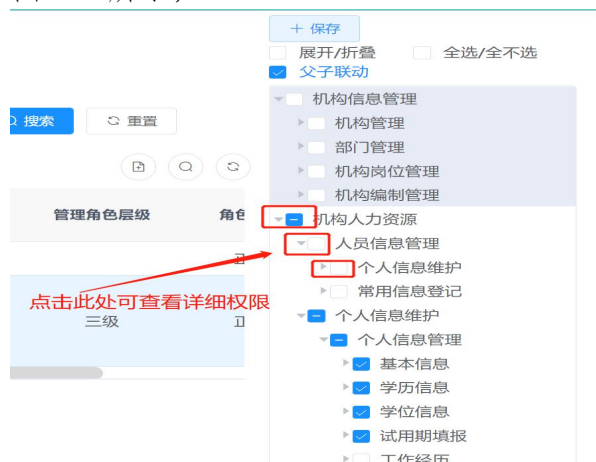 + 保存
展开/折叠 全选/全不选
父子联动
机构信息管理
机构管理
搜索 重置
部门管理
机构岗位管理
机构编制管理
管理角色层级
机构人力资源
人员信息管理
个人信息维护
点击此处可查看详细权限
常用信息登记
三级
个人信息维护
个人信息管理
基本信息
学历信息
学位信息
试用期填报
工作经历